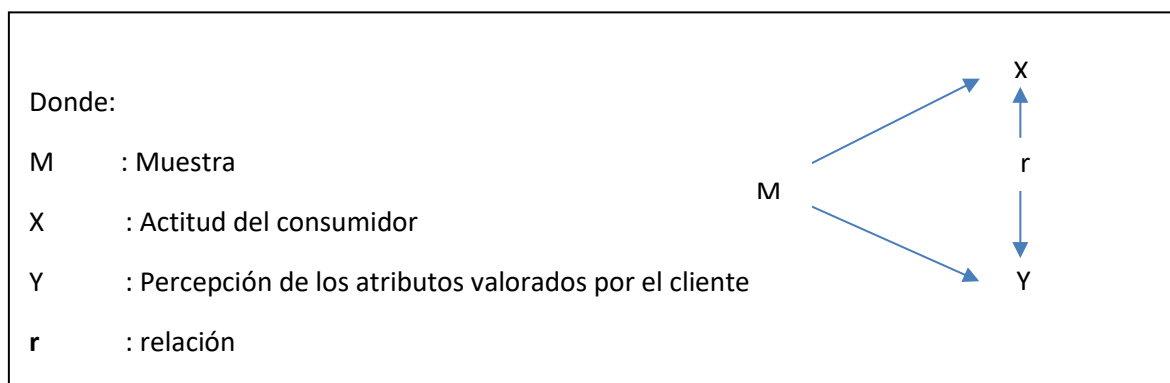 X
Donde:
M : Muestra
r
M
X : Actitud del consumidor
Y : Percepción de los atributos valorados por el cliente
Y
r : relación